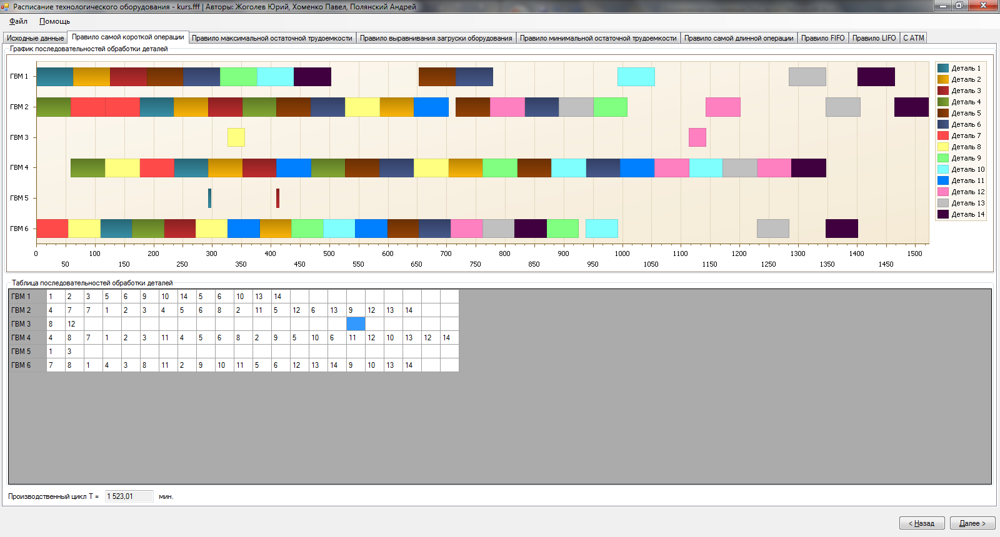 Расписание технологического оборудования - kurs.fff | Авторы: Жоголев Юрий, Хоменко Павел, Полянский Андрей
Файл Помощь
Исходные данные Правило самой короткой операции Правило максимальной остаточной трудоемкости Правило выравнивания загруски оборудования Правило минимальной остаточной трудоемкости Правило самой длинной операции Правило FIFO Правило LIFO С АТМ
График последовательностей обработки деталей
ГВМ 1
ГВМ 2
ГВМ 3
ГВМ 4
ГВМ 5
ГВМ 6
0 100 200 300 400 500 600 700 800 900 1000 1100 1200 1300 1400 1500
50 150 250 350 450 550 650 750 850 950 1050 1150 1250 1350 1450
Деталь 1
Деталь 2
Деталь 3
Деталь 4
Деталь 5
Деталь 6
Деталь 7
Деталь 8
Деталь 9
Деталь 10
Деталь 11
Деталь 12
Деталь 13
Деталь 14
Таблица последовательностей обработки деталей
ГВМ 1 1 2 3 5 6 9 10 14 5 6 10 13 14
ГВМ 2 4 7 7 1 2 3 4 5 6 8 2 11 5 12 6 13 9 12 13 14
ГВМ 3 8 12
ГВМ 4 4 8 7 1 2 3 11 4 5 6 8 2 9 5 10 6 11 12 10 13 12 14
ГВМ 5 1 3
ГВМ 6 7 8 1 4 3 8 11 2 9 10 11 5 6 12 13 14 9 10 13 14
Производственный цикл T = 1 523,01 мин.
< Назад Далее >